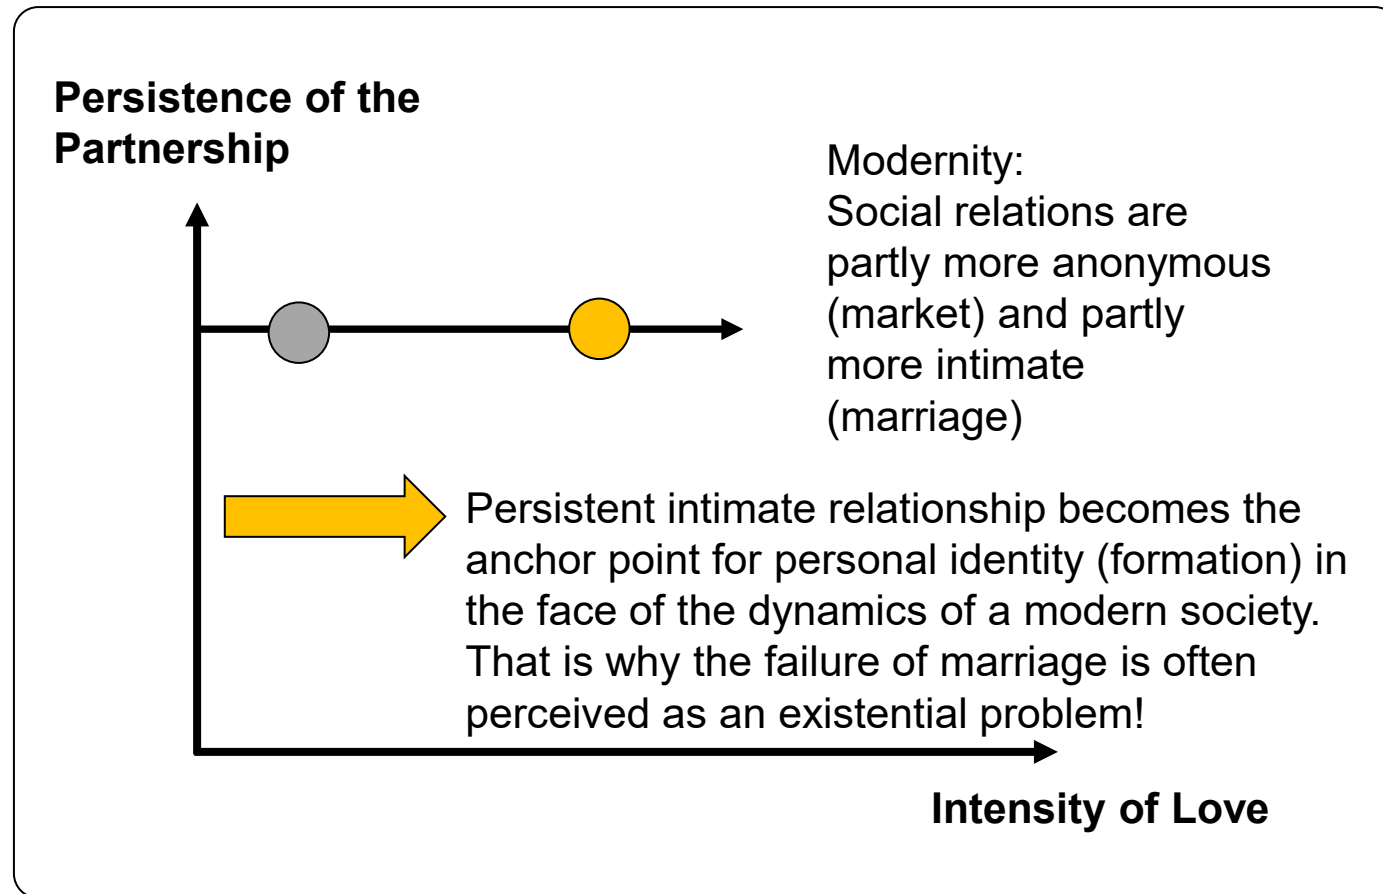 Persistence of the
Partnership
Modernity:
Social relations are
partly more anonymous
(market) and partly
more intimate
(marriage)
Persistent intimate relationship becomes the
anchor point for personal identity (formation) in
the face of the dynamics of a modern society.
That is why the failure of marriage is often
perceived as an existential problem!
Intensity of Love